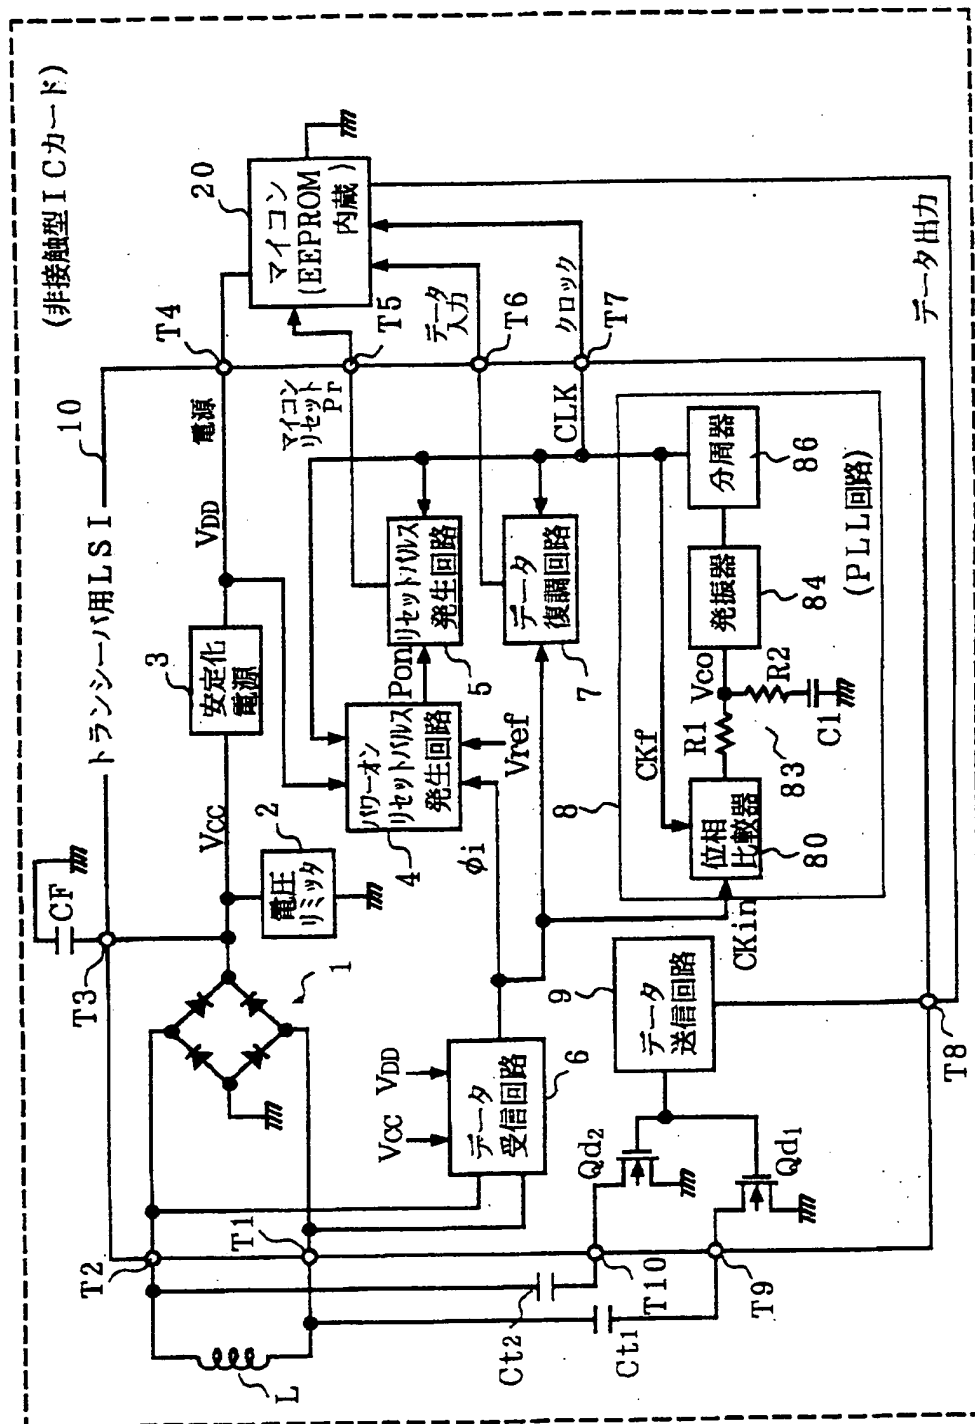 (非接触型ICカード)
トランシーバ用LSI
10
T4
20
マイコン
(EEPROM
内蔵)
T3
CF
Vcc
3
安定化
電源
VDD
電源
2
電圧
リミッタ
1
T2
T1
L
マイコン
リセット
Pr
T5
データ
入力
T6
クロック
T7
CLK
パワーオン
リセットパルス
発生回路
4
Pon
リセットパルス
発生回路
5
φi
Vref
データ
復調回路
7
Vcc
VDD
データ
受信回路
6
8
CKf
CKin
位相
比較器
80
R1
Vco
R2
C1
83
発振器
84
分周器
86
(PLL回路)
9
データ
送信回路
Qd2
Qd1
Ct2
Ct1
T10
T9
T8
データ出力